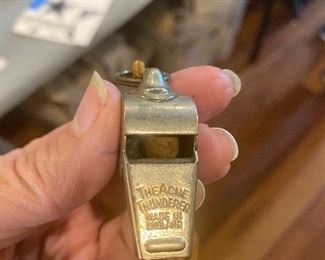 THE ACME
THUNDERER
MADE IN
ENGLAND